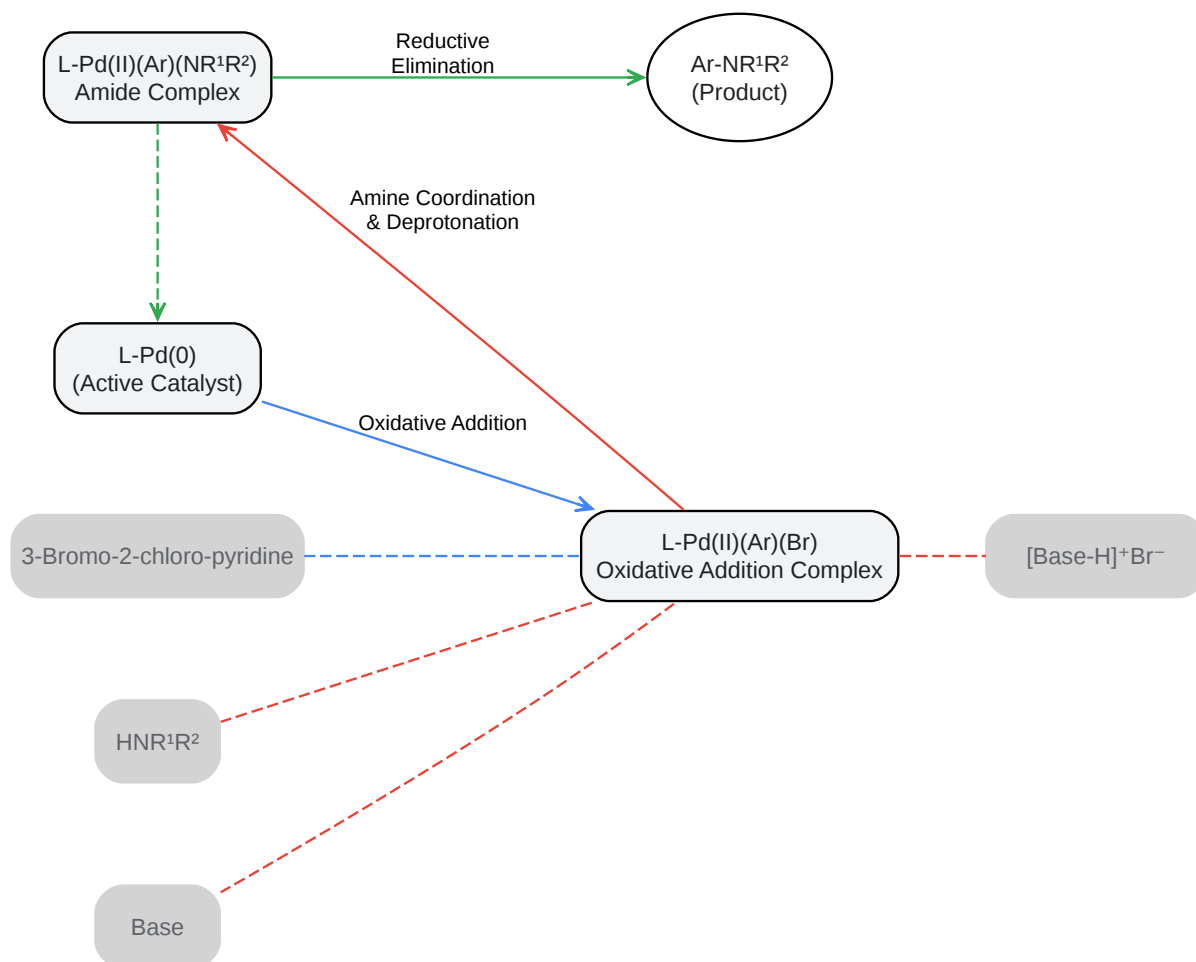 L-Pd(II)(Ar)(NR¹R²)
Amide Complex
Reductive
Elimination
Ar-NR¹R²
(Product)
Amine Coordination
& Deprotonation
L-Pd(0)
(Active Catalyst)
Oxidative Addition
3-Bromo-2-chloro-pyridine
L-Pd(II)(Ar)(Br)
Oxidative Addition Complex
[Base-H]⁺Br⁻
HNR¹R²
Base